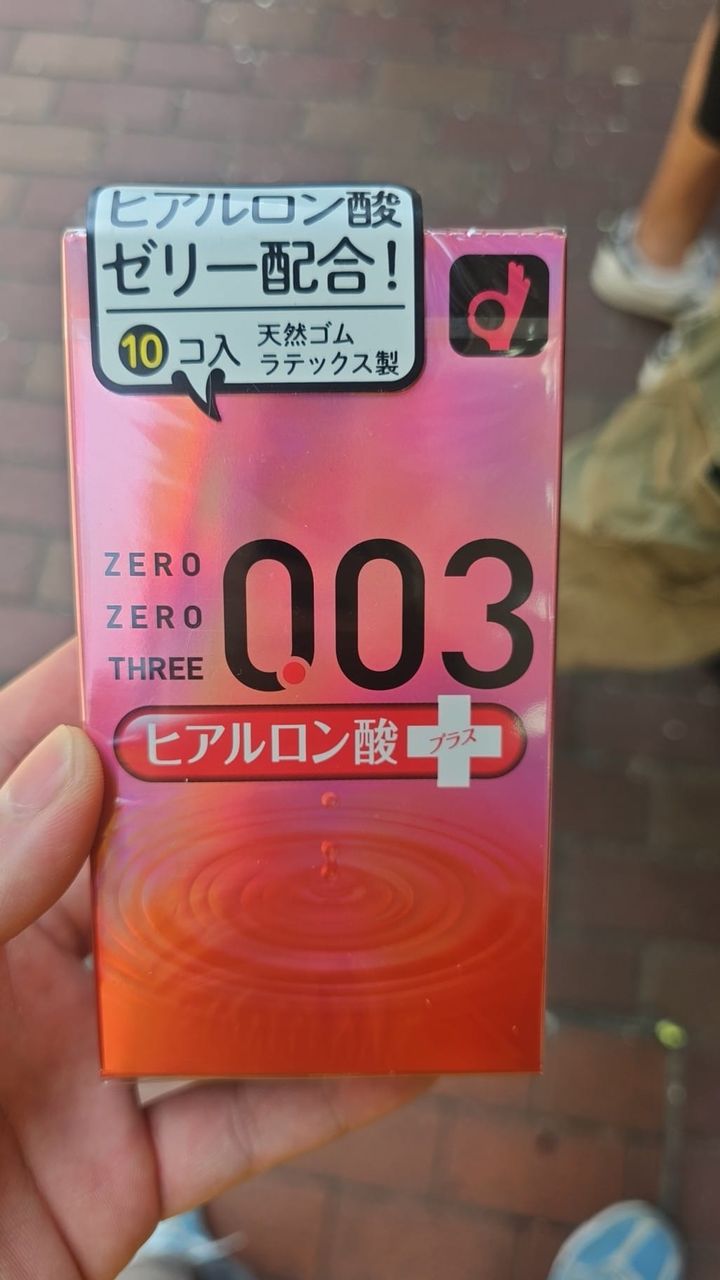 ヒアルロン酸
ゼリー配合!
10コ入
天然ゴム
ラテックス製
ZERO
ZERO
THREE
0.03
ヒアルロン酸
プラス